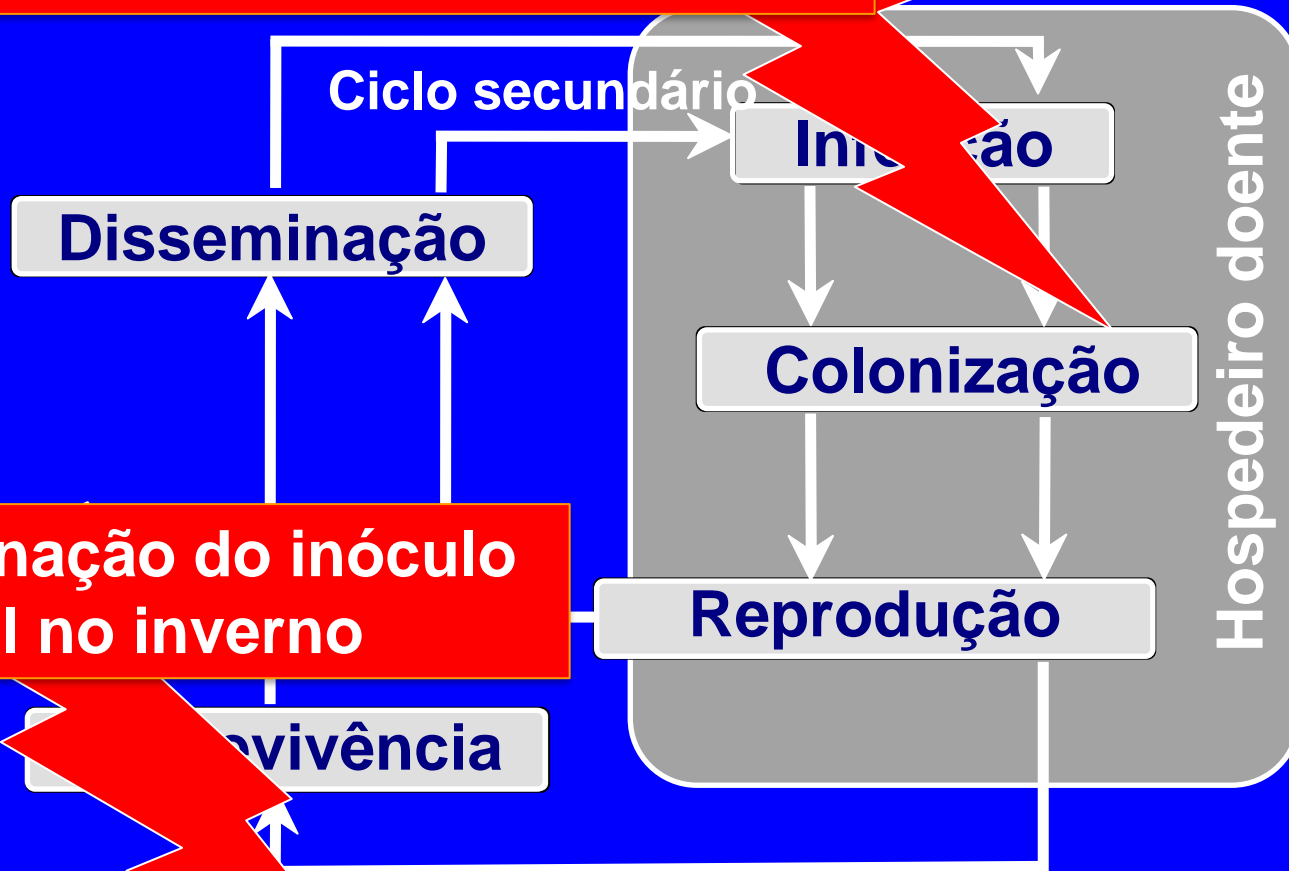 Ciclo secundário
Disseminação
Colonização
nação do inóculo
l no inverno
Reprodução
Hospedeiro doente